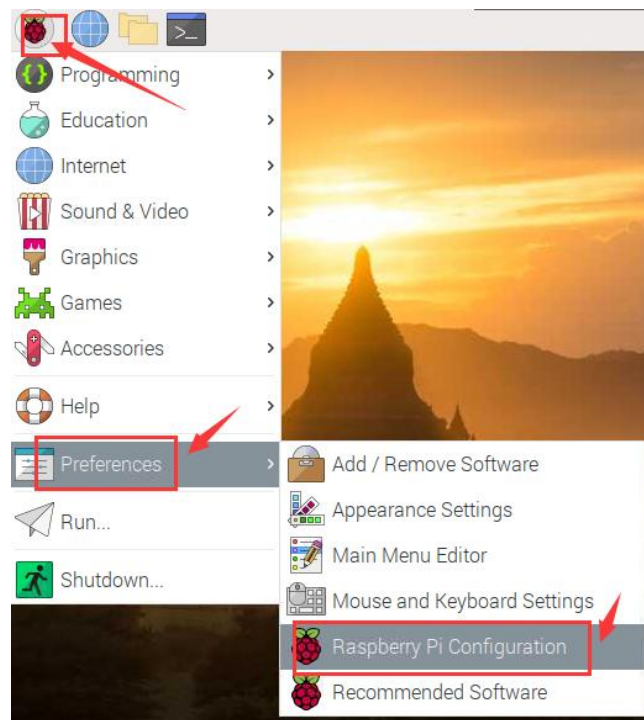 >_
Programming
Education
Internet
Sound & Video
Graphics
Games
Accessories
Help
Preferences
Run...
Shutdown...
Add / Remove Software
Appearance Settings
Main Menu Editor
Mouse and Keyboard Settings
Raspberry Pi Configuration
Recommended Software